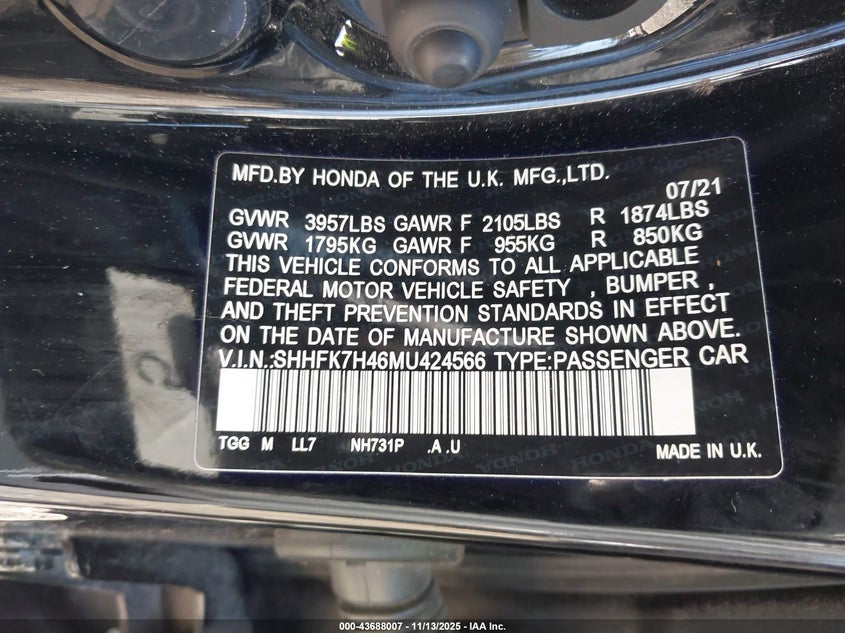 MFD.BY HONDA OF THE U.K. MFG.,LTD.
07/21
GVWR 3957LBS GAWR F 2105LBS R 1874LBS
GVWR 1795KG GAWR F 955KG R 850KG
THIS VEHICLE CONFORMS TO ALL APPLICABLE
FEDERAL MOTOR VEHICLE SAFETY , BUMPER ,
AND THEFT PREVENTION STANDARDS IN EFFECT
ON THE DATE OF MANUFACTURE SHOWN ABOVE.
V.I.N.:SHHFK7H46MU424566 TYPE:PASSENGER CAR
TGG M LL7 NH731P .A .U
MADE IN U.K.
000-43688007 - 11/13/2025 - IAA Inc.